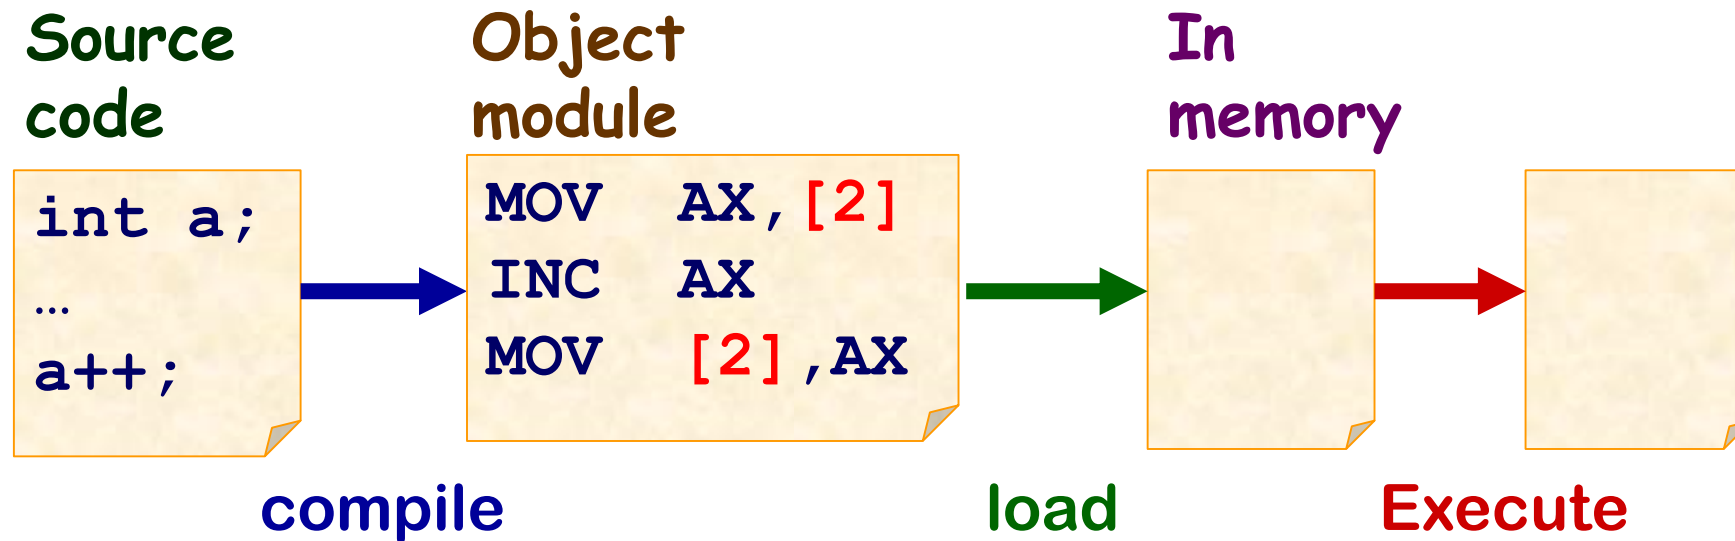 Source
code
Object
module
In
memory
int a;
…
a++;
MOV AX,[2]
INC AX
MOV [2],AX
compile
load
Execute